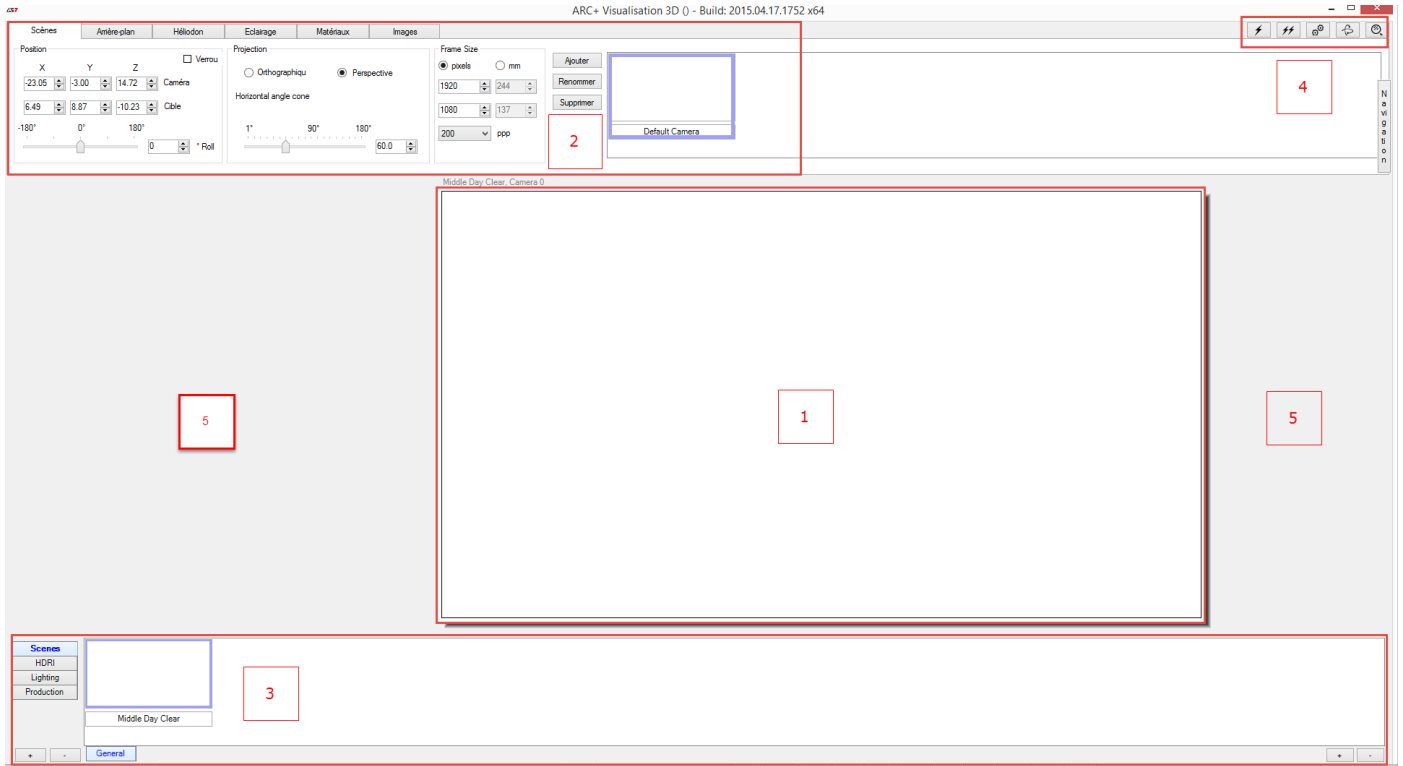 ARC+ Visualisation 3D () - Build: 2015.04.17.1752 x64
Scènes Arrière-plan Héliodon Eclairage Matériaux Images
Position Projection Frame Size
X Y Z Verrou
-23.05 -3.00 14.72 Caméra
6.49 8.87 -10.23 Cible
-180° 0° 180°
0 ° Roll
Orthographiqu Perspective
Horizontal angle cone
1° 90° 180°
60.0
pixels mm
1920 244
1080 137
200 ppp
Ajouter
Renommer
Supprimer
2
Default Camera
4
Navigation
Middle Day Clear, Camera 0
5
1
5
Scenes
HDRI
Lighting
Production
3
Middle Day Clear
+ - General + -